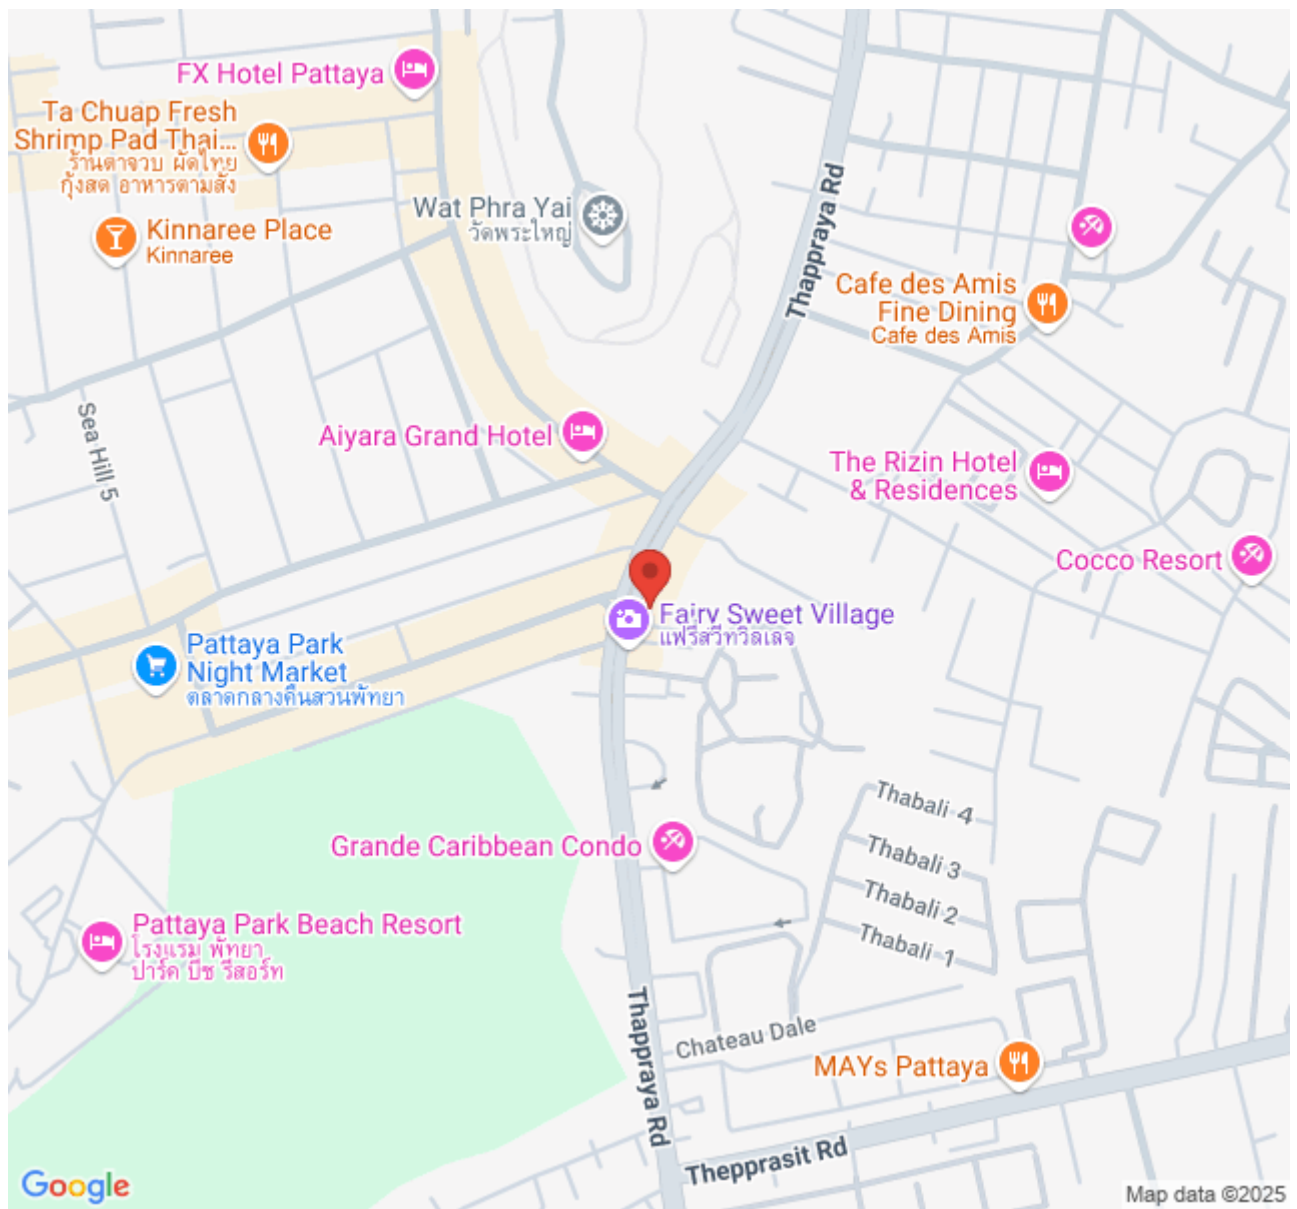 FX Hotel Pattaya
Ta Chuap Fresh
Shrimp Pad Thai...
ร้านตาจวบ ผัดไทย
กุ้งสด อาหารตามสั่ง
Kinnaree Place
Kinnaree
Wat Phra Yai
วัดพระใหญ่
Thappraya Rd
Cafe des Amis
Fine Dining
Cafe des Amis
Sea Hill 5
Aiyara Grand Hotel
The Rizin Hotel
& Residences
Cocco Resort
Fairy Sweet Village
แฟรี่สวีทวิลเลจ
Pattaya Park
Night Market
ตลาดกลางคืนสวนพัทยา
Thabali 4
Thabali 3
Thabali 2
Thabali 1
Grande Caribbean Condo
Pattaya Park Beach Resort
โรงแรม พัทยา
ปาร์ค บีช รีสอร์ท
Thappraya Rd
Chateau Dale
MAYs Pattaya
Thepprasit Rd
Google
Map data ©2025